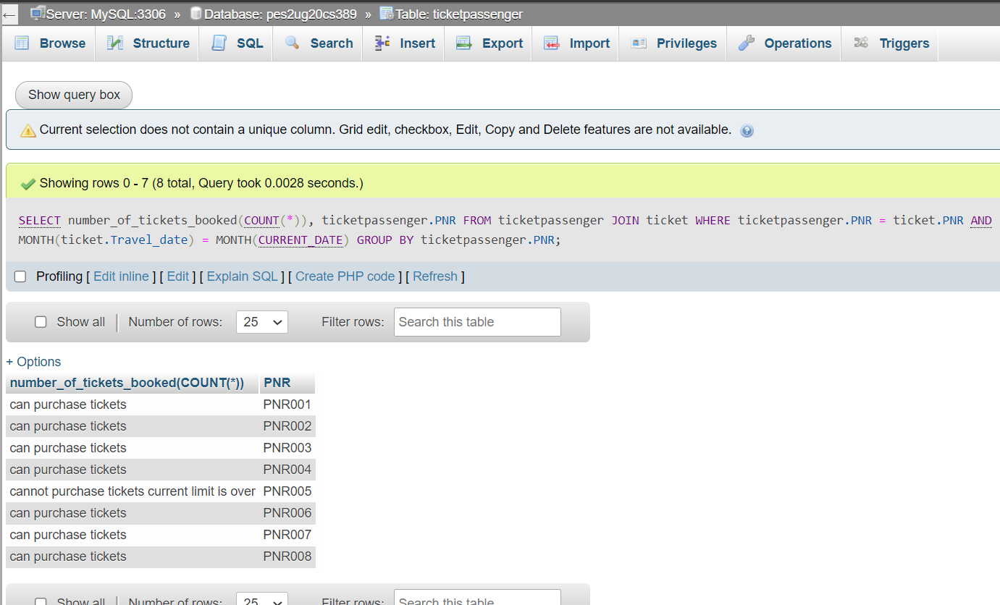 ← Server: MySQL:3306 » Database: pes2ug20cs389 » Table: ticketpassenger
Browse Structure SQL Search Insert Export Import Privileges Operations Triggers
Show query box
Current selection does not contain a unique column. Grid edit, checkbox, Edit, Copy and Delete features are not available.
Showing rows 0 - 7 (8 total, Query took 0.0028 seconds.)
SELECT number_of_tickets_booked(COUNT(*)), ticketpassenger.PNR FROM ticketpassenger JOIN ticket WHERE ticketpassenger.PNR = ticket.PNR AND
MONTH(ticket.Travel_date) = MONTH(CURRENT_DATE) GROUP BY ticketpassenger.PNR;
Profiling [ Edit inline ] [ Edit ] [ Explain SQL ] [ Create PHP code ] [ Refresh ]
Show all | Number of rows: 25 Filter rows: Search this table
+ Options
number_of_tickets_booked(COUNT(*)) PNR
can purchase tickets PNR001
can purchase tickets PNR002
can purchase tickets PNR003
can purchase tickets PNR004
cannot purchase tickets current limit is over PNR005
can purchase tickets PNR006
can purchase tickets PNR007
can purchase tickets PNR008
Show all | Number of rows: 25 Filter rows: Search this table